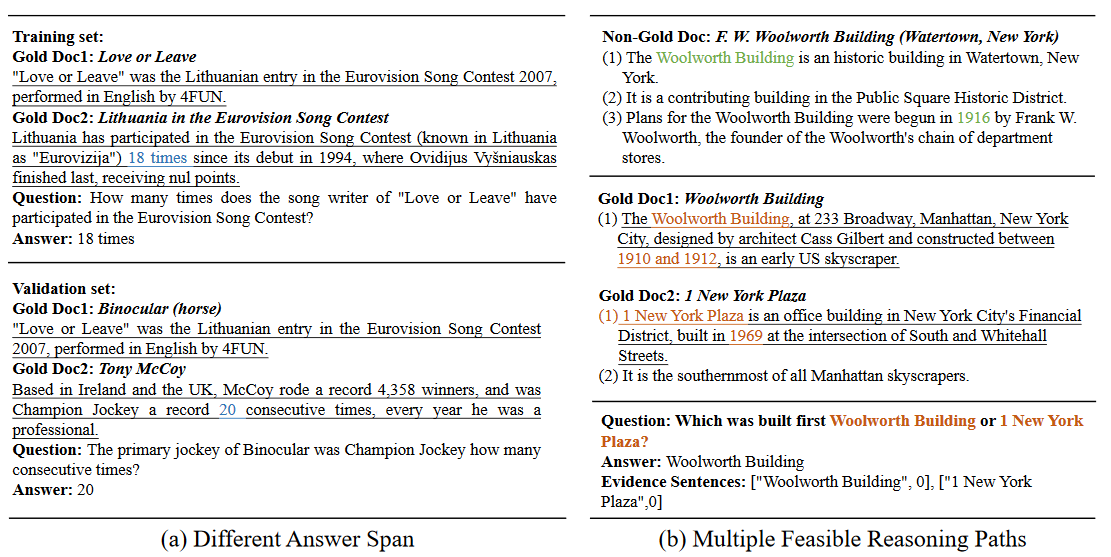 Training set:
Gold Doc1: Love or Leave
"Love or Leave" was the Lithuanian entry in the Eurovision Song Contest 2007,
performed in English by 4FUN.
Gold Doc2: Lithuania in the Eurovision Song Contest
Lithuania has participated in the Eurovision Song Contest (known in Lithuania
as "Eurovizija") 18 times since its debut in 1994, where Ovidijus Vyšniauskas
finished last, receiving nul points.
Question: How many times does the song writer of "Love or Leave" have
participated in the Eurovision Song Contest?
Answer: 18 times
Validation set:
Gold Doc1: Binocular (horse)
"Love or Leave" was the Lithuanian entry in the Eurovision Song Contest
2007, performed in English by 4FUN.
Gold Doc2: Tony McCoy
Based in Ireland and the UK, McCoy rode a record 4,358 winners, and was
Champion Jockey a record 20 consecutive times, every year he was a
professional.
Question: The primary jockey of Binocular was Champion Jockey how many
consecutive times?
Answer: 20
(a) Different Answer Span
Non-Gold Doc: F. W. Woolworth Building (Watertown, New York)
(1) The Woolworth Building is an historic building in Watertown, New
York.
(2) It is a contributing building in the Public Square Historic District.
(3) Plans for the Woolworth Building were begun in 1916 by Frank W.
Woolworth, the founder of the Woolworth's chain of department
stores.
Gold Doc1: Woolworth Building
(1) The Woolworth Building, at 233 Broadway, Manhattan, New York
City, designed by architect Cass Gilbert and constructed between
1910 and 1912, is an early US skyscraper.
Gold Doc2: 1 New York Plaza
(1) 1 New York Plaza is an office building in New York City's Financial
District, built in 1969 at the intersection of South and Whitehall
Streets.
(2) It is the southernmost of all Manhattan skyscrapers.
Question: Which was built first Woolworth Building or 1 New York
Plaza?
Answer: Woolworth Building
Evidence Sentences: ["Woolworth Building", 0], ["1 New York
Plaza",0]
(b) Multiple Feasible Reasoning Paths